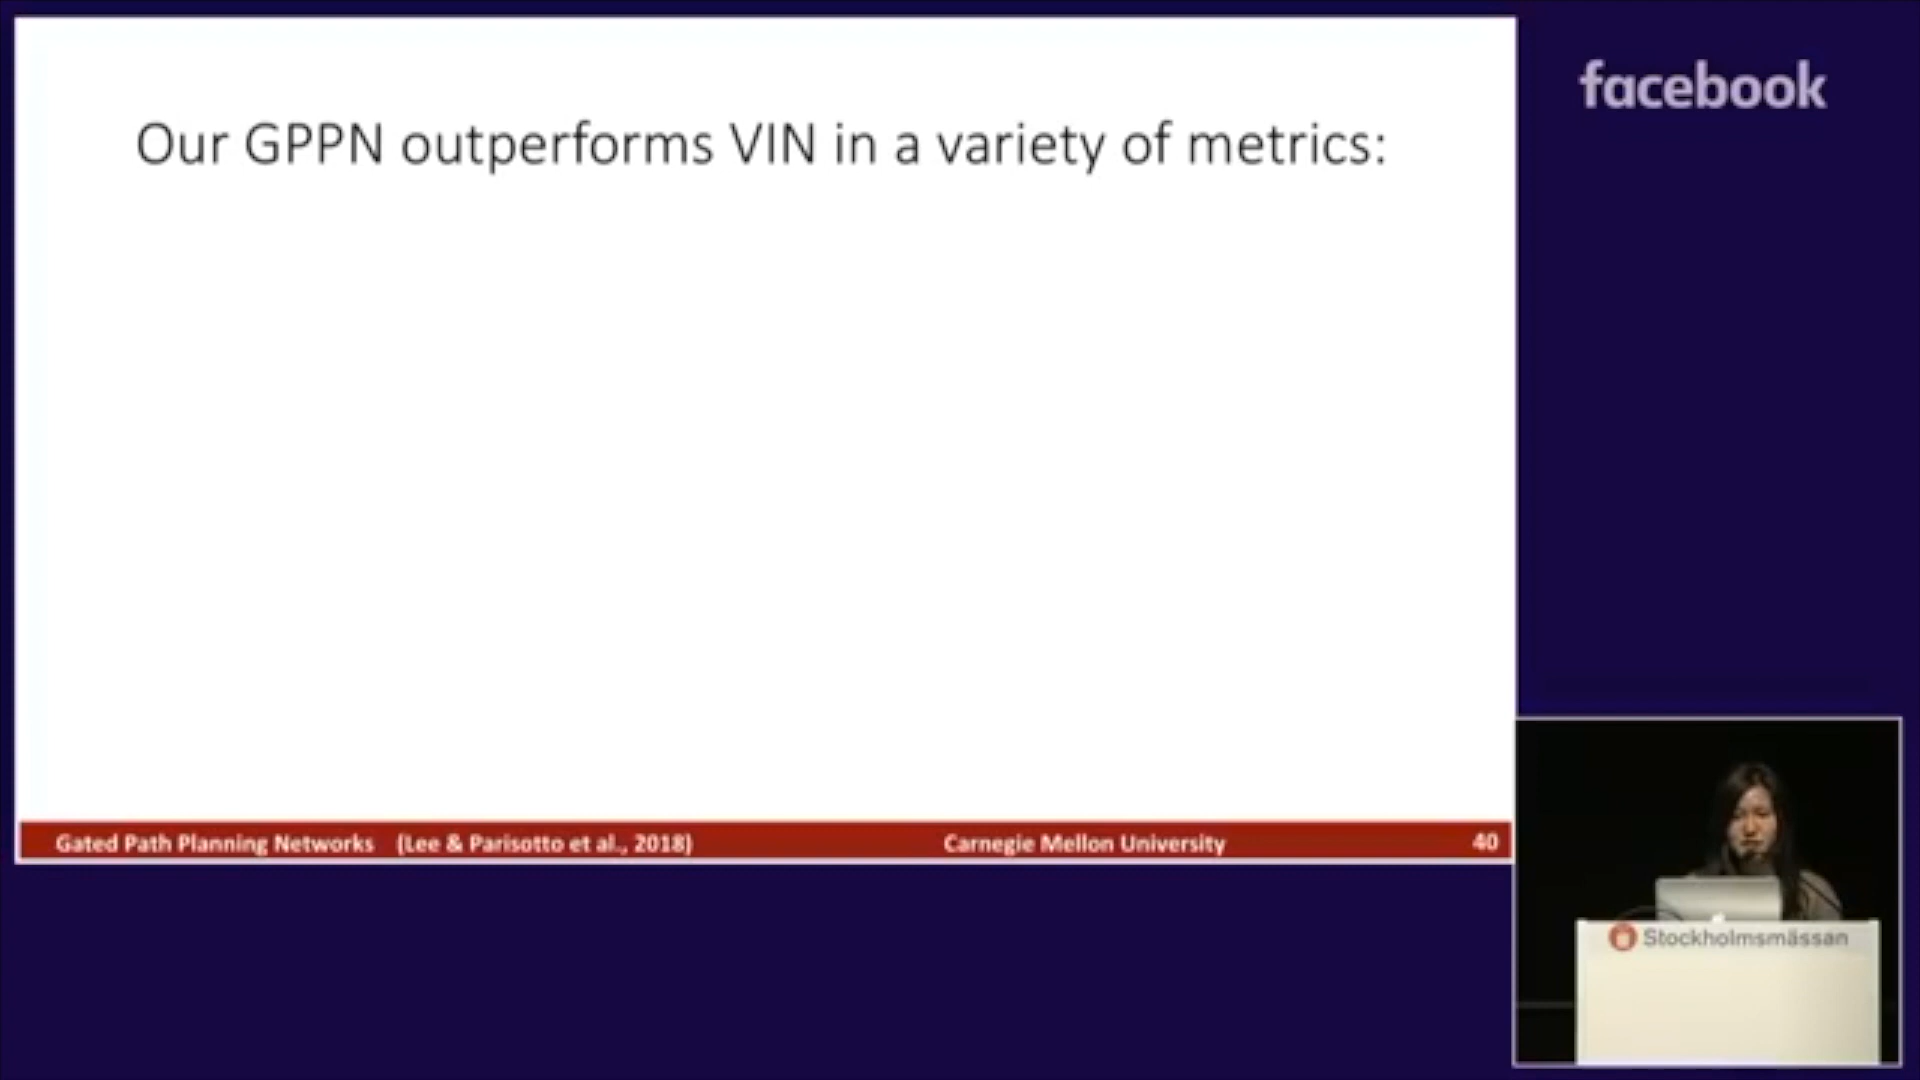 Our GPPN outperforms VIN in a variety of metrics:
facebook
Gated Path Planning Networks (Lee & Parisotto et al., 2018) Carnegie Mellon University 40
Stockholmsmässan